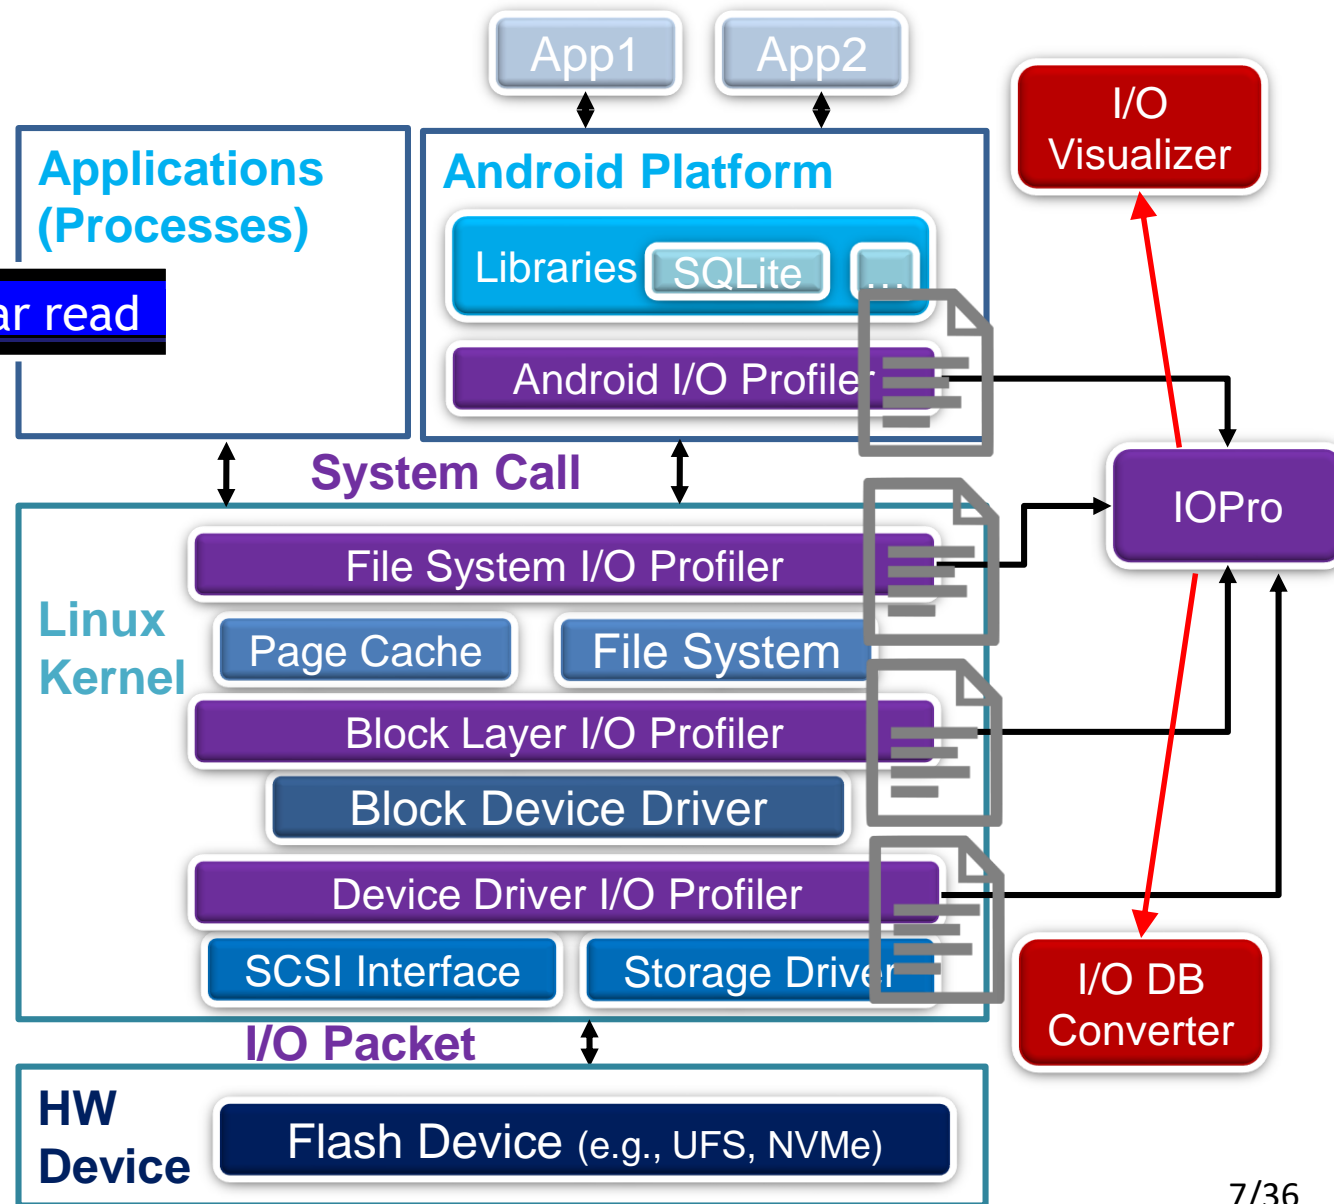 App1
App2
I/O
Visualizer
Applications
(Processes)
Android Platform
Libraries
SQLite
...
read
Android I/O Profiler
System Call
IOPro
File System I/O Profiler
Linux
Kernel
Page Cache
File System
Block Layer I/O Profiler
Block Device Driver
Device Driver I/O Profiler
SCSI Interface
Storage Driver
I/O DB
Converter
I/O Packet
HW
Device
Flash Device (e.g., UFS, NVMe)
7/36